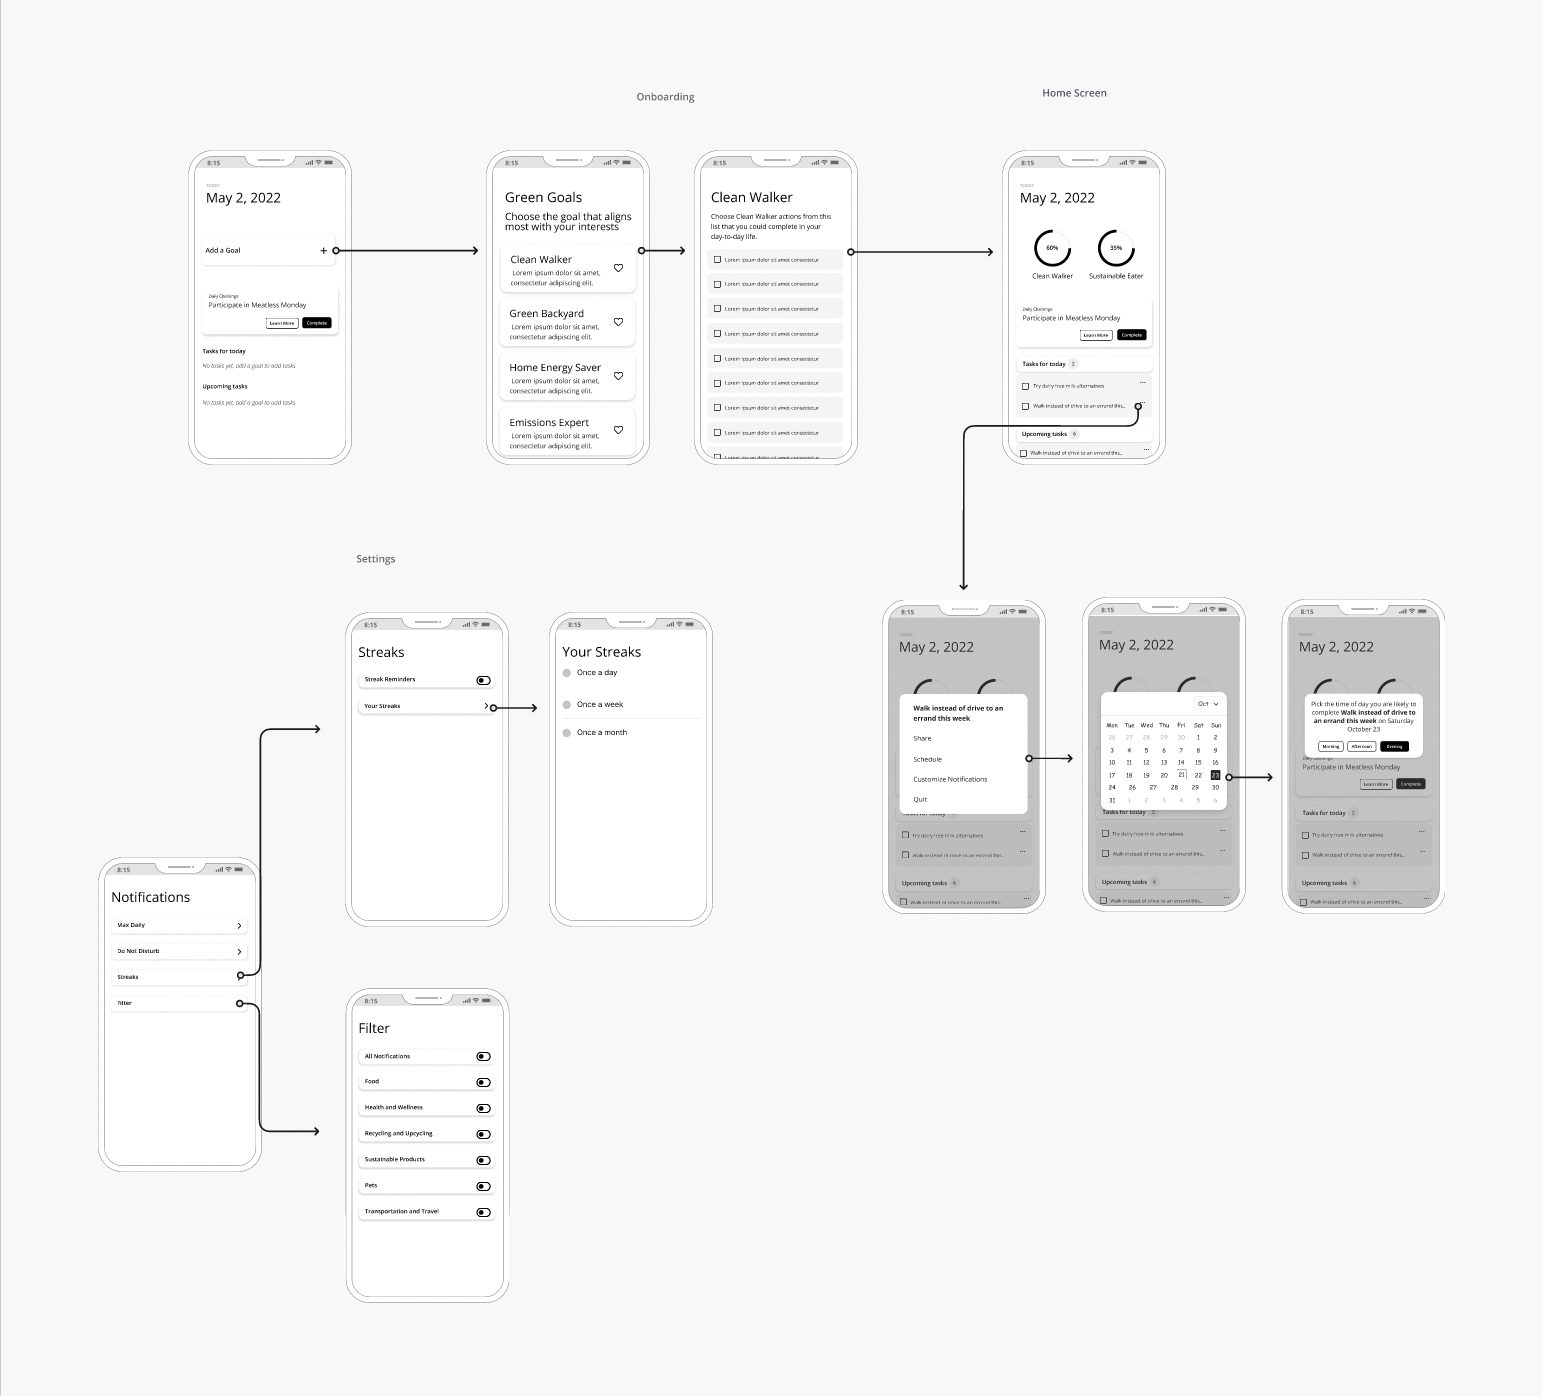 Onboarding
Home Screen
8:15
TODAY
May 2, 2022
Add a Goal
Daily Challenge
Participate in Meatless Monday
Learn More
Complete
Tasks for today
No tasks yet, add a goal to add tasks
Upcoming tasks
No tasks yet, add a goal to add tasks
8:15
Green Goals
Choose the goal that aligns
most with your interests
Clean Walker
Lorem ipsum dolor sit amet,
consectetur adipiscing elit.
Green Backyard
Lorem ipsum dolor sit amet,
consectetur adipiscing elit.
Home Energy Saver
Lorem ipsum dolor sit amet,
consectetur adipiscing elit.
Emissions Expert
Lorem ipsum dolor sit amet,
consectetur adipiscing elit.
8:15
Clean Walker
Choose Clean Walker actions from this
list that you could complete in your
day-to-day life.
Lorem ipsum dolor sit amet consectetur
Lorem ipsum dolor sit amet consectetur
Lorem ipsum dolor sit amet consectetur
Lorem ipsum dolor sit amet consectetur
Lorem ipsum dolor sit amet consectetur
Lorem ipsum dolor sit amet consectetur
Lorem ipsum dolor sit amet consectetur
Lorem ipsum dolor sit amet consectetur
Lorem ipsum dolor sit amet consectetur
8:15
TODAY
May 2, 2022
60%
35%
Clean Walker
Sustainable Eater
Daily Challenge
Participate in Meatless Monday
Learn More
Complete
Tasks for today 2
Try dairy free milk alternatives
Walk instead of drive to an errand this...
Upcoming tasks 6
Walk instead of drive to an errand this...
Settings
8:15
Streaks
Streak Reminders
Your Streaks
8:15
Your Streaks
Once a day
Once a week
Once a month
8:15
TODAY
May 2, 2022
Walk instead of drive to an
errand this week
Share
Schedule
Customize Notifications
Quit
Tasks for today
Try dairy free milk alternatives
Walk instead of drive to an errand this...
Upcoming tasks 6
Walk instead of drive to an errand this...
8:15
TODAY
May 2, 2022
Oct
Mon Tue Wed Thu Fri Sat Sun
26 27 28 29 30 1 2
3 4 5 6 7 8 9
10 11 12 13 14 15 16
17 18 19 20 21 22 23
24 26 27 28 29 30
31 1 2 3 4 5 6
Tasks for today 2
Try dairy free milk alternatives
Walk instead of drive to an errand this...
Upcoming tasks 6
Walk instead of drive to an errand this...
8:15
TODAY
May 2, 2022
Pick the time of day you are likely to
complete Walk instead of drive to
an errand this week on Saturday
October 23
Morning
Afternoon
Evening
Daily Challenge
Participate in Meatless Monday
Learn More
Complete
Tasks for today 2
Try dairy free milk alternatives
Walk instead of drive to an errand this...
Upcoming tasks 6
Walk instead of drive to an errand this...
8:15
Notifications
Max Daily
Do Not Disturb
Streaks
Filter
8:15
Filter
All Notifications
Food
Health and Wellness
Recycling and Upcycling
Sustainable Products
Pets
Transportation and Travel